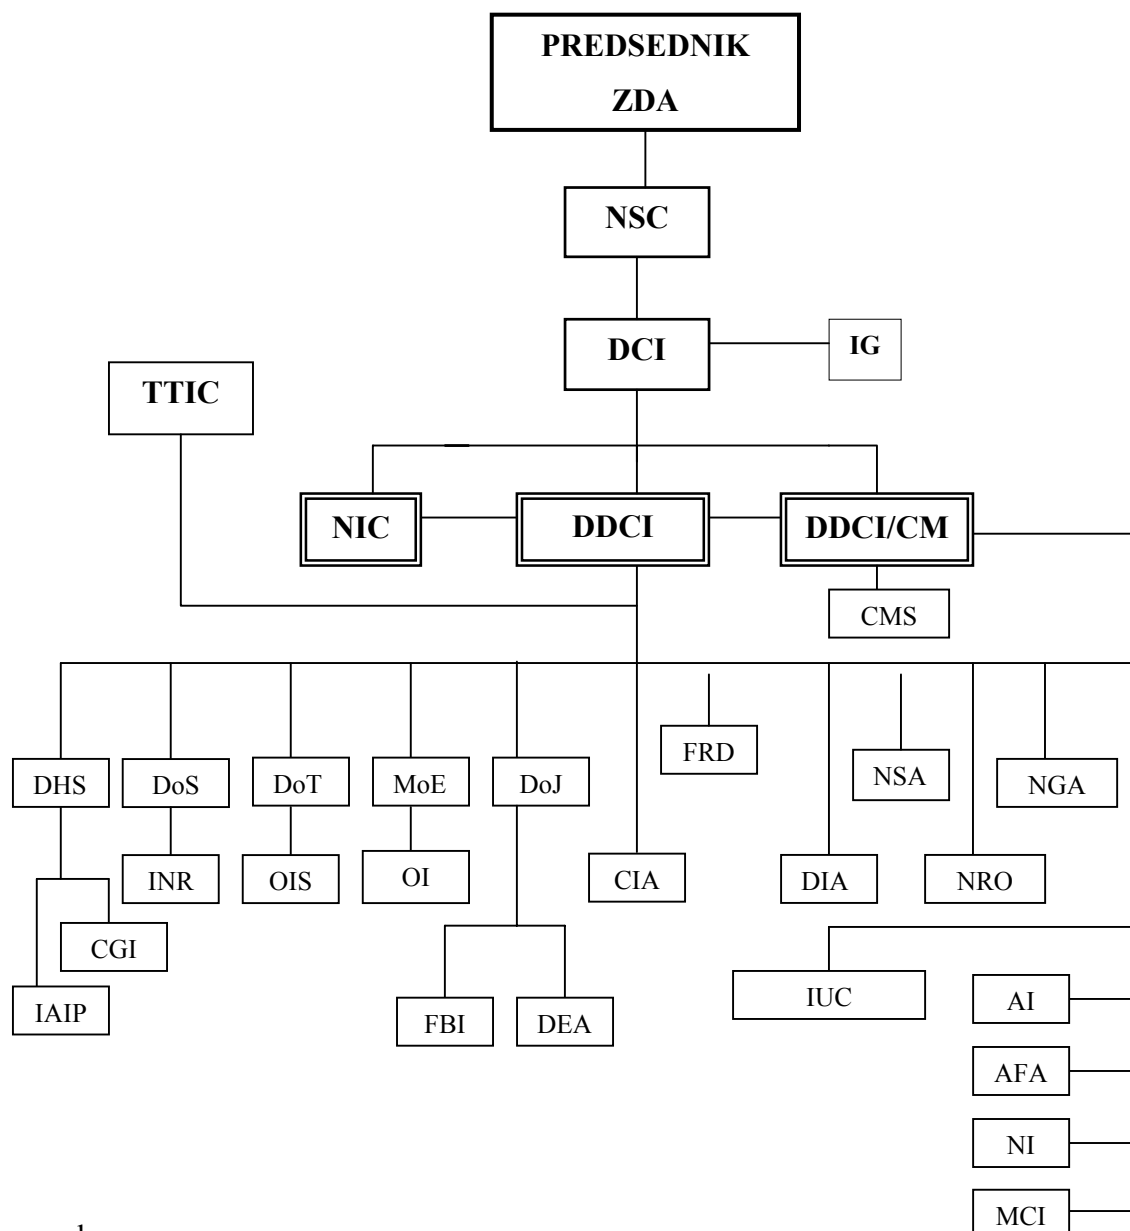 PREDSEDNIK
ZDA
NSC
DCI
IG
TTIC
NIC
DDCI
DDCI/CM
CMS
FRD
DHS
DoS
DoT
MoE
DoJ
NSA
NGA
INR
OIS
OI
CIA
DIA
NRO
CGI
IAIP
FBI
DEA
IUC
AI
AFA
NI
MCI